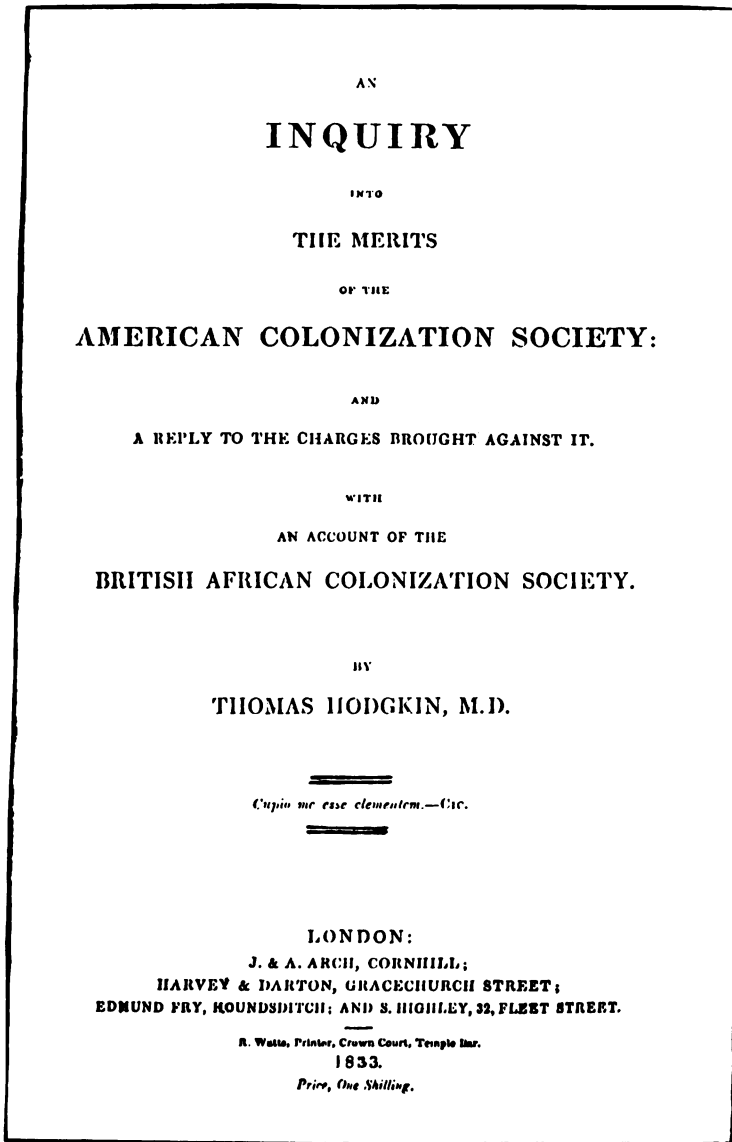 AN
INQUIRY
INTO
THE MERITS
OF THE
AMERICAN COLONIZATION SOCIETY:
AND
A REPLY TO THE CHARGES BROUGHT AGAINST IT.
WITH
AN ACCOUNT OF THE
BRITISH AFRICAN COLONIZATION SOCIETY.
BY
THOMAS HODGKIN, M.D.
Cupio me esse clementem.—CIC.
LONDON:
J. & A. ARCH, CORNHILL;
HARVEY & DARTON, GRACECHURCH STREET;
EDMUND FRY, HOUNDSDITCH; AND S. HIGHLEY, 32, FLEET STREET.
R. Watts, Printer, Crown Court, Temple Bar.
1833.
Price, One Shilling.